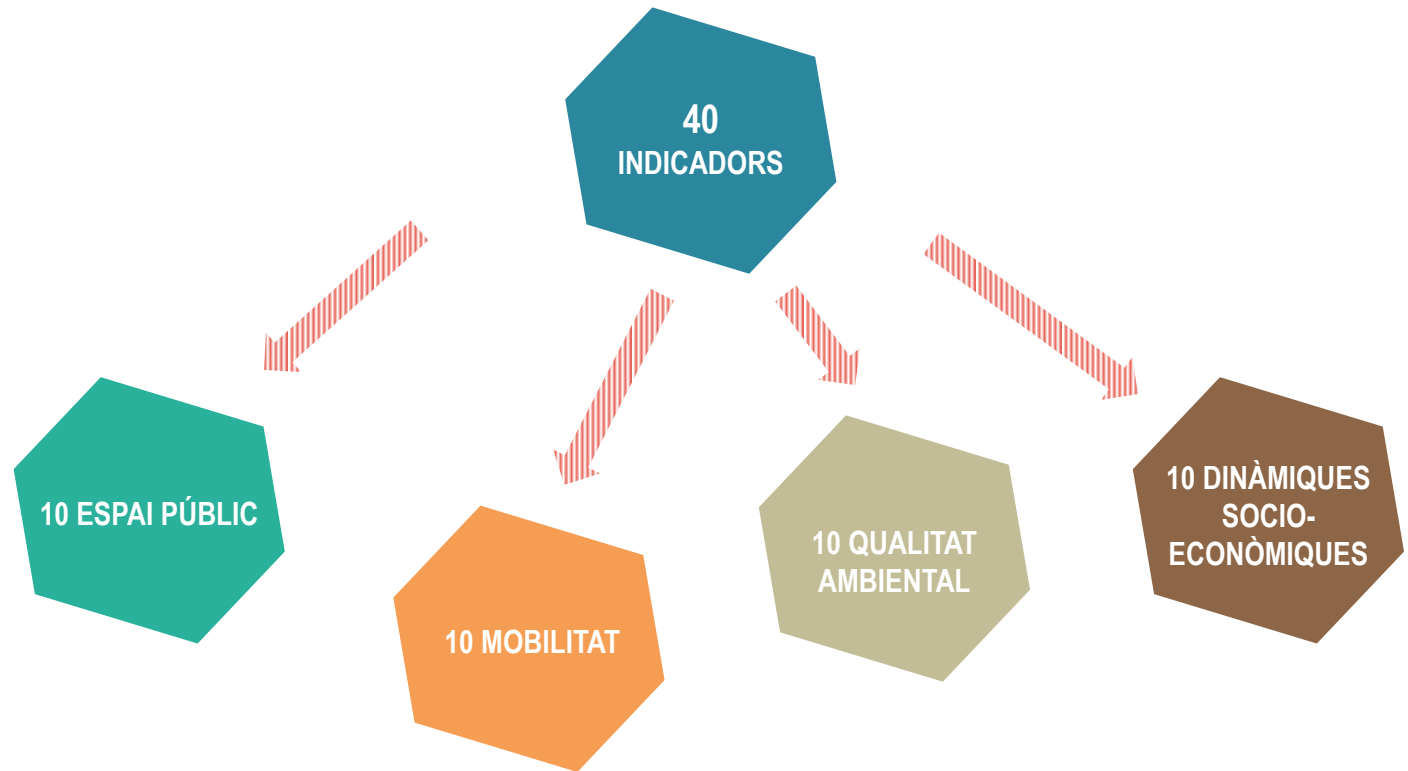 40
INDICADORS
10 ESPAI PÚBLIC
10 MOBILITAT
10 QUALITAT
AMBIENTAL
10 DINÀMIQUES
SOCIO-
ECONÒMIQUES